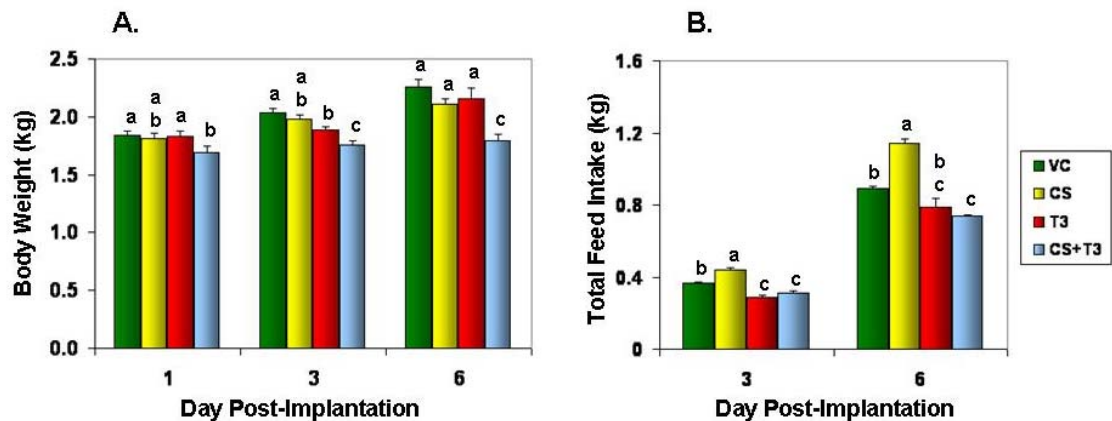 A.
Body Weight (kg)
2.5
2.0
1.5
1.0
0.5
0.0
a
a
b
a
b
a
a
b
b
c
a
a
a
c
1
3
6
Day Post-Implantation
B.
Total Feed Intake (kg)
1.6
1.2
0.8
0.4
0
b
a
c
c
b
a
b
c
c
3
6
Day Post-Implantation
VC
CS
T3
CS+T3